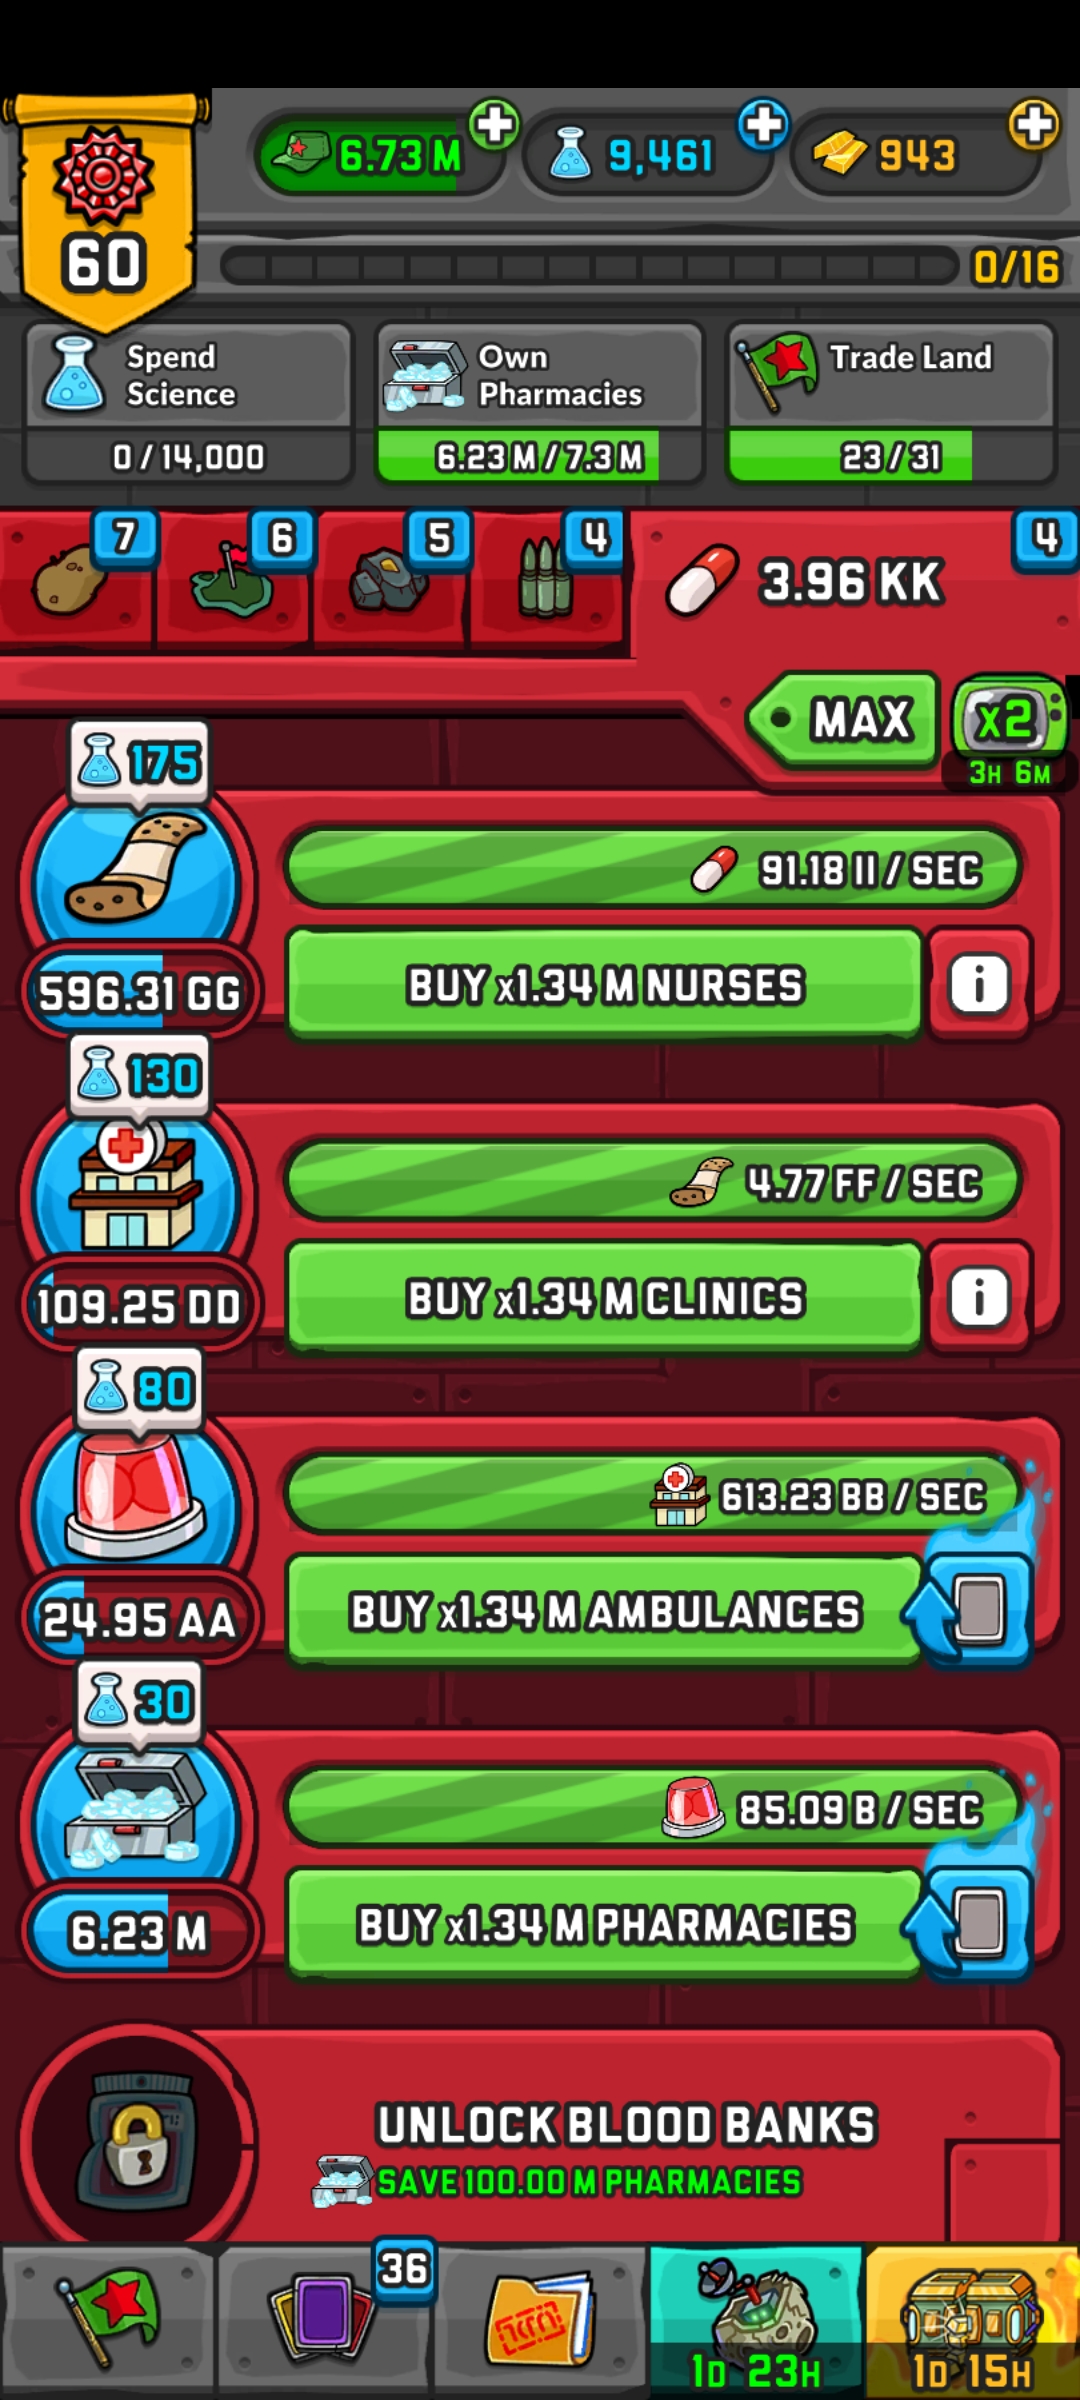 6.73 M
9,461
943
60
0/16
Spend
Science
0/14,000
Own
Pharmacies
6.23 M/7.3 M
Trade Land
23/31
7
6
5
4
3.96 KK
4
MAX
x2
3H 6M
175
91.18 II / SEC
596.31 GG
BUY x1.34 M NURSES
i
130
4.77 FF / SEC
109.25 DD
BUY x1.34 M CLINICS
i
80
613.23 BB / SEC
24.95 AA
BUY x1.34 M AMBULANCES
30
85.09 B / SEC
6.23 M
BUY x1.34 M PHARMACIES
UNLOCK BLOOD BANKS
SAVE 100.00 M PHARMACIES
36
1D 23H
1D 15H